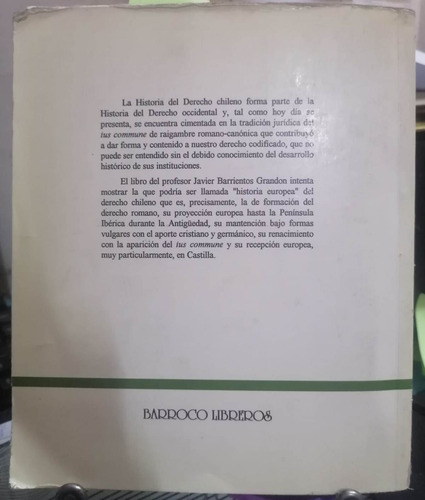 La Historia del Derecho chileno forma parte de la
Historia del Derecho occidental y, tal como hoy día se
presenta, se encuentra cimentada en la tradición jurídica del
ius commune de raigambre romano-canónica que contribuyó
a dar forma y contenido a nuestro derecho codificado, que no
puede ser entendido sin el debido conocimiento del desarrollo
histórico de sus instituciones.
El libro del profesor Javier Barrientos Grandon intenta
mostrar la que podría ser llamada "historia europea" del
derecho chileno que es, precisamente, la de formación del
derecho romano, su proyección europea hasta la Península
Ibérica durante la Antigüedad, su mantención bajo formas
vulgares con el aporte cristiano y germánico, su renacimiento
con la aparición del ius commune y su recepción europea,
muy particularmente, en Castilla.
BARROCO LIBREROS